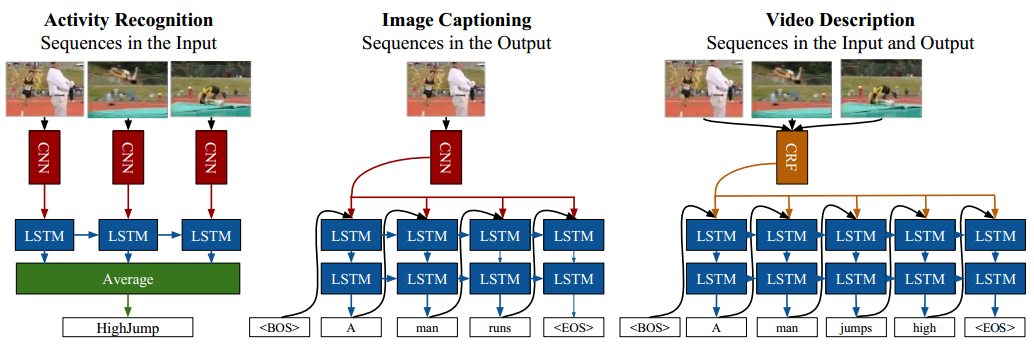 Activity Recognition
Sequences in the Input
CNN
CNN
CNN
LSTM
LSTM
LSTM
Average
HighJump
Image Captioning
Sequences in the Output
CNN
LSTM
LSTM
LSTM
LSTM
LSTM
LSTM
LSTM
LSTM
<BOS>
A
man
runs
<EOS>
Video Description
Sequences in the Input and Output
CRF
LSTM
LSTM
LSTM
LSTM
LSTM
LSTM
LSTM
LSTM
LSTM
LSTM
<BOS>
A
man
jumps
high
<EOS>